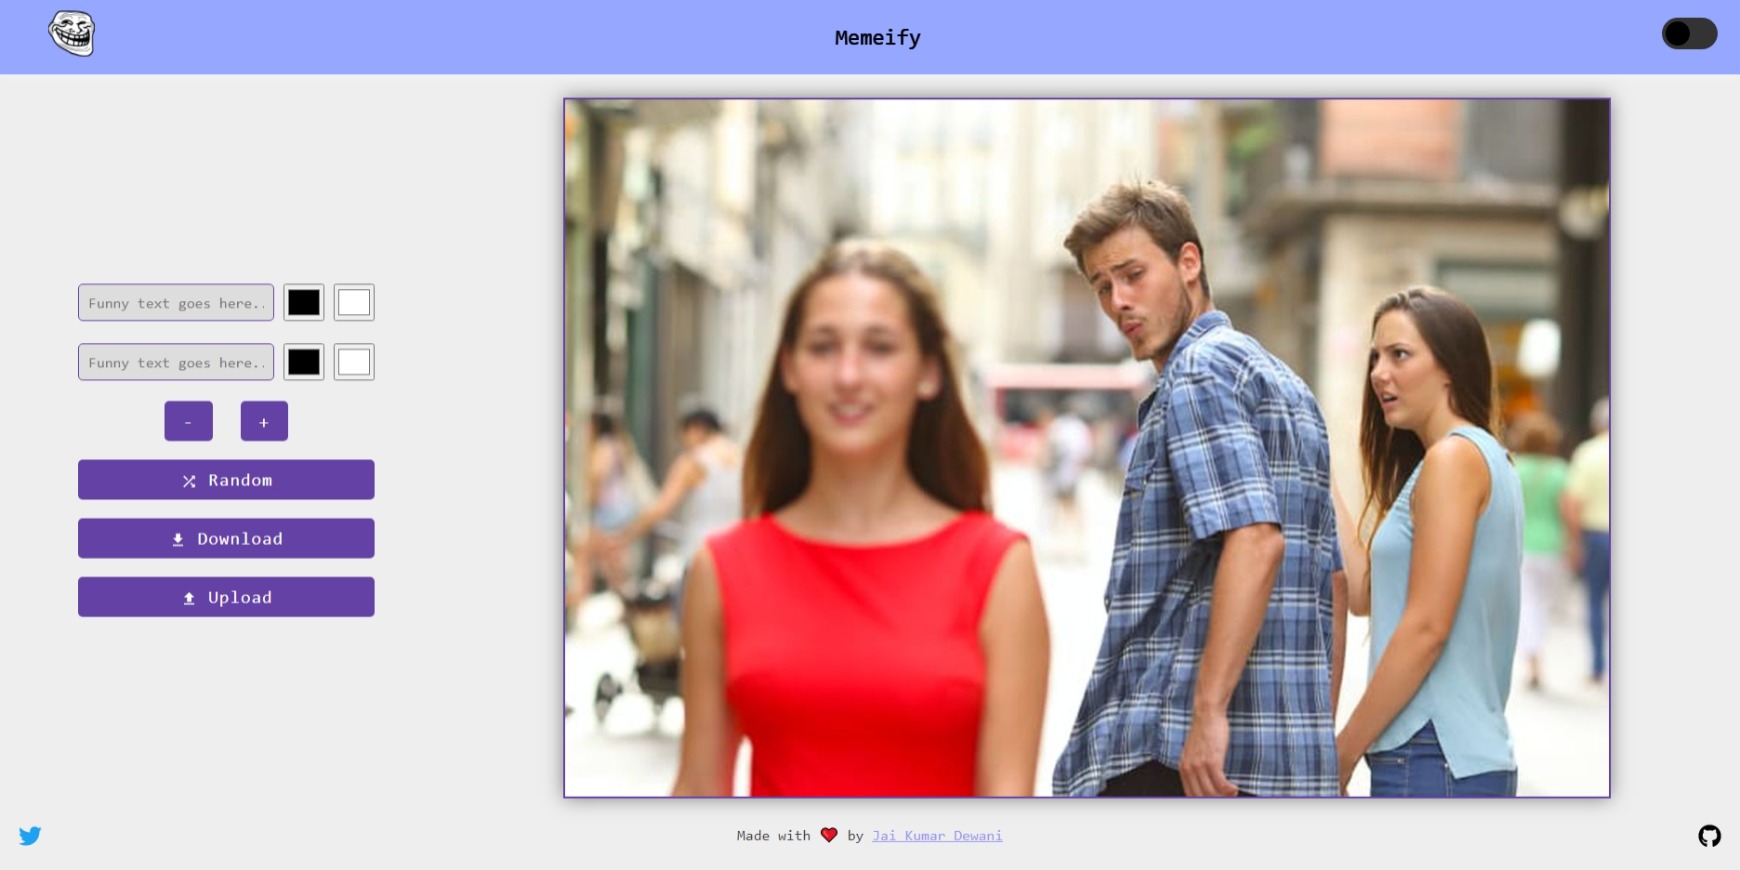 Memeify
Funny text goes here..
Funny text goes here..
- +
Random
Download
Upload
Made with ❤️ by Jai Kumar Dewani